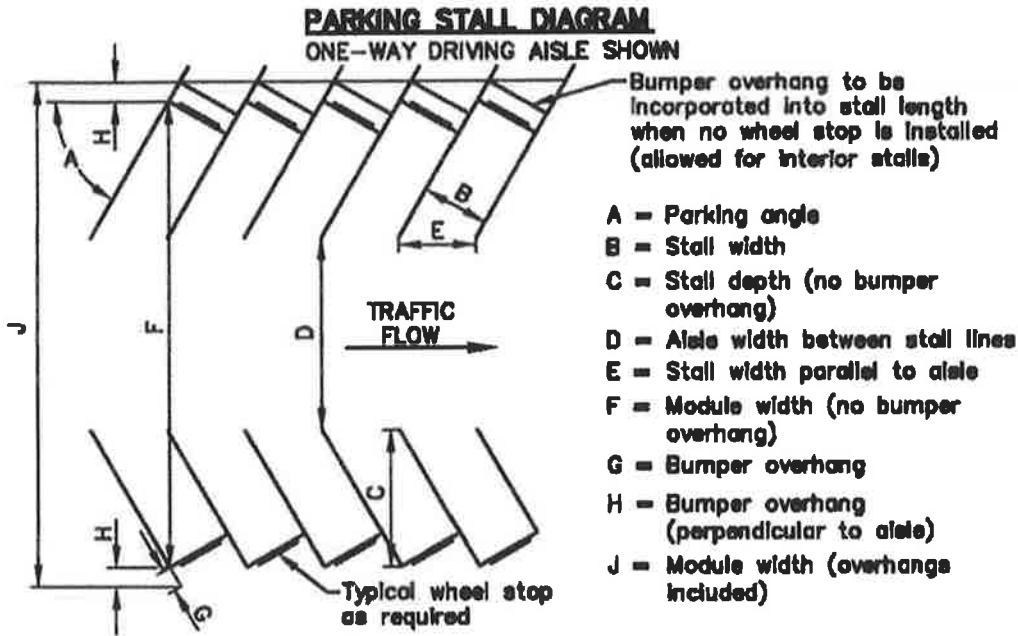 PARKING STALL DIAGRAM
ONE-WAY DRIVING AISLE SHOWN
Bumper overhang to be
incorporated into stall length
when no wheel stop is installed
(allowed for interior stalls)
H
A
B
E
J
F
D
TRAFFIC
FLOW
C
H
G
A = Parking angle
B = Stall width
C = Stall depth (no bumper
overhang)
D = Aisle width between stall lines
E = Stall width parallel to aisle
F = Module width (no bumper
overhang)
G = Bumper overhang
H = Bumper overhang
(perpendicular to aisle)
J = Module width (overhangs
included)
Typical wheel stop
as required